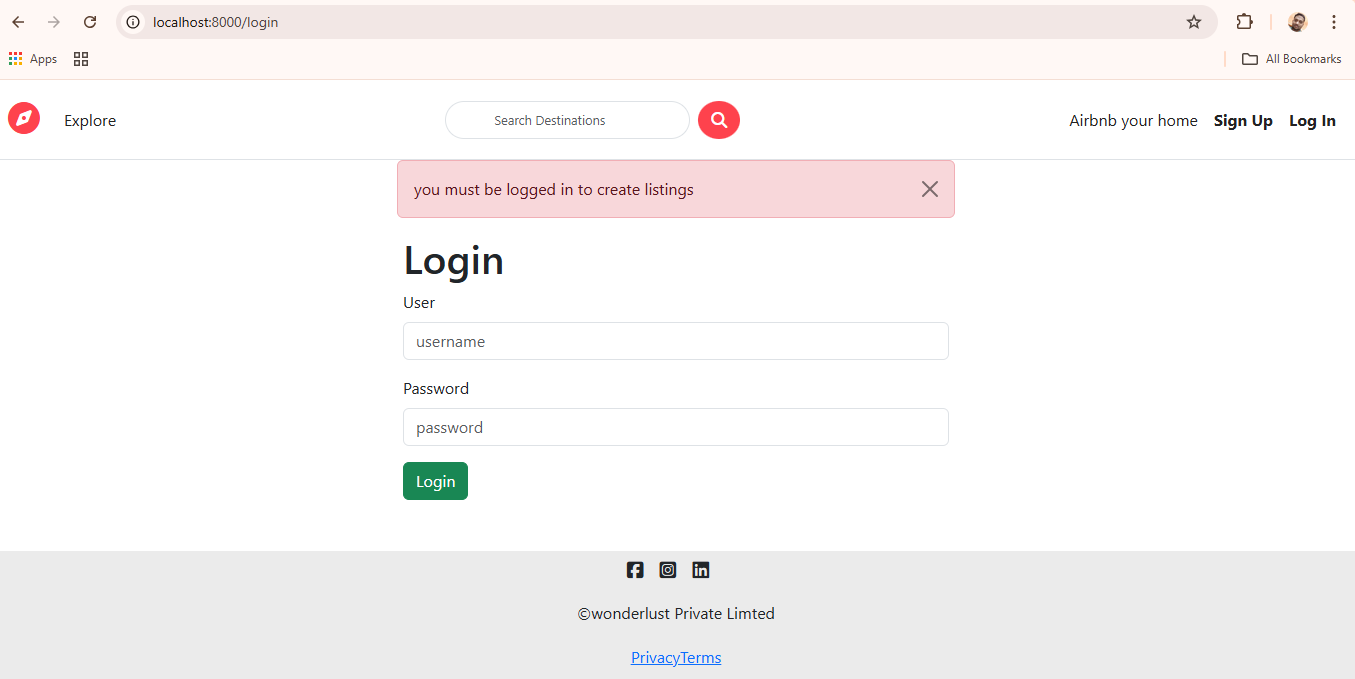 localhost:8000/login
Apps
All Bookmarks
Explore
Search Destinations
Airbnb your home Sign Up Log In
you must be logged in to create listings
Login
User
username
Password
password
Login
©wonderlust Private Limted
PrivacyTerms